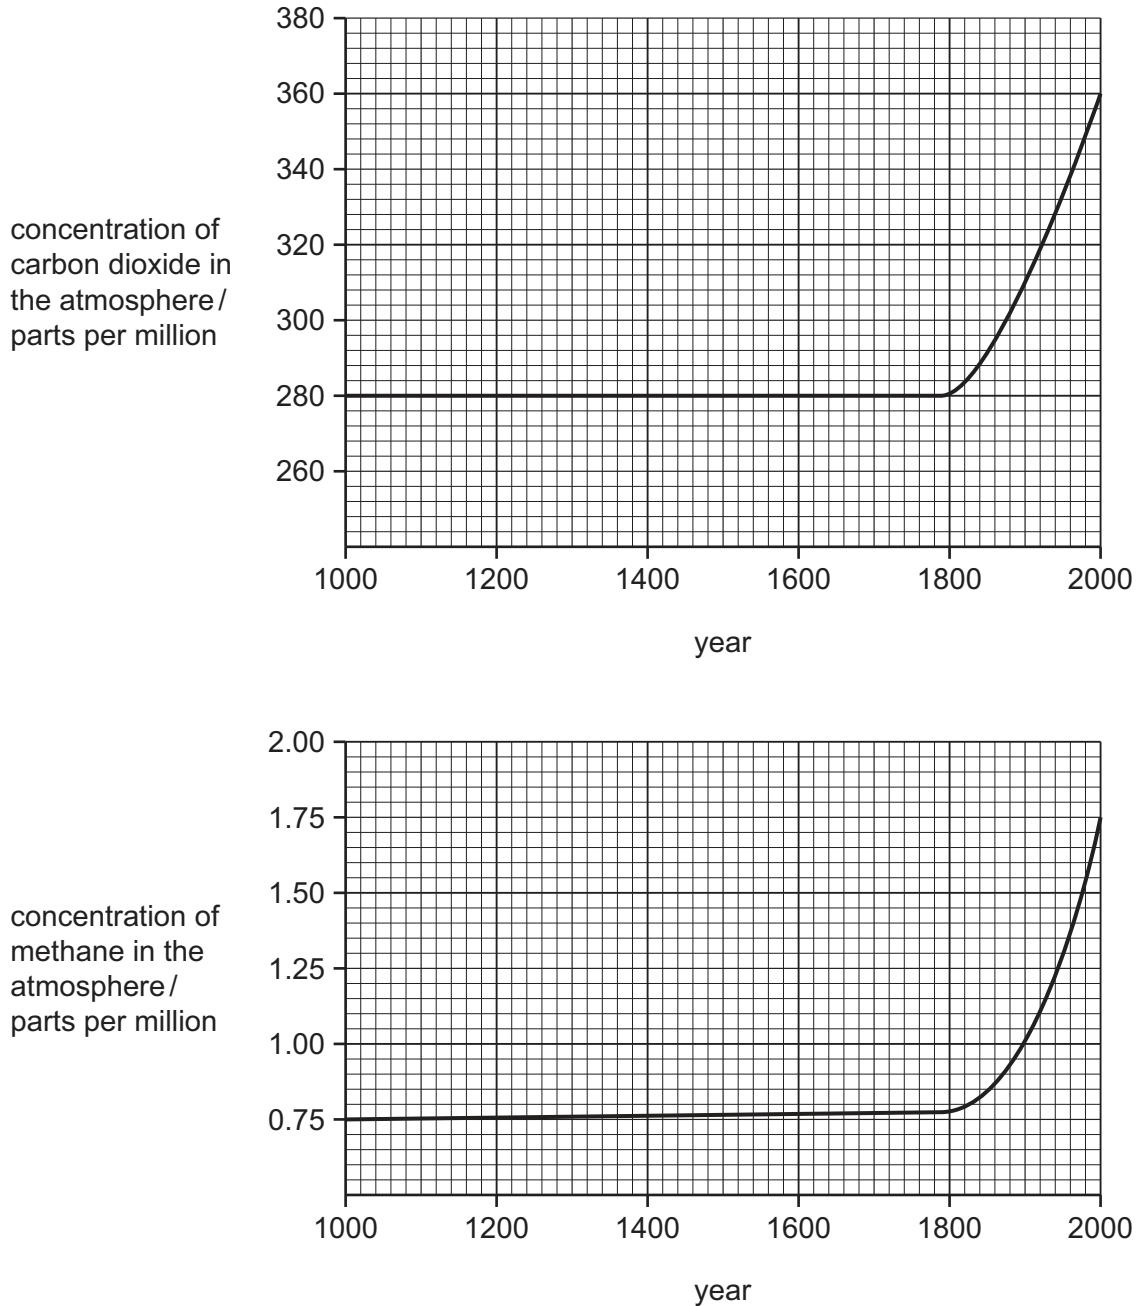 380
360
340
320
300
280
260
concentration of
carbon dioxide in
the atmosphere /
parts per million
1000 1200 1400 1600 1800 2000
year
2.00
1.75
1.50
1.25
1.00
0.75
concentration of
methane in the
atmosphere /
parts per million
1000 1200 1400 1600 1800 2000
year